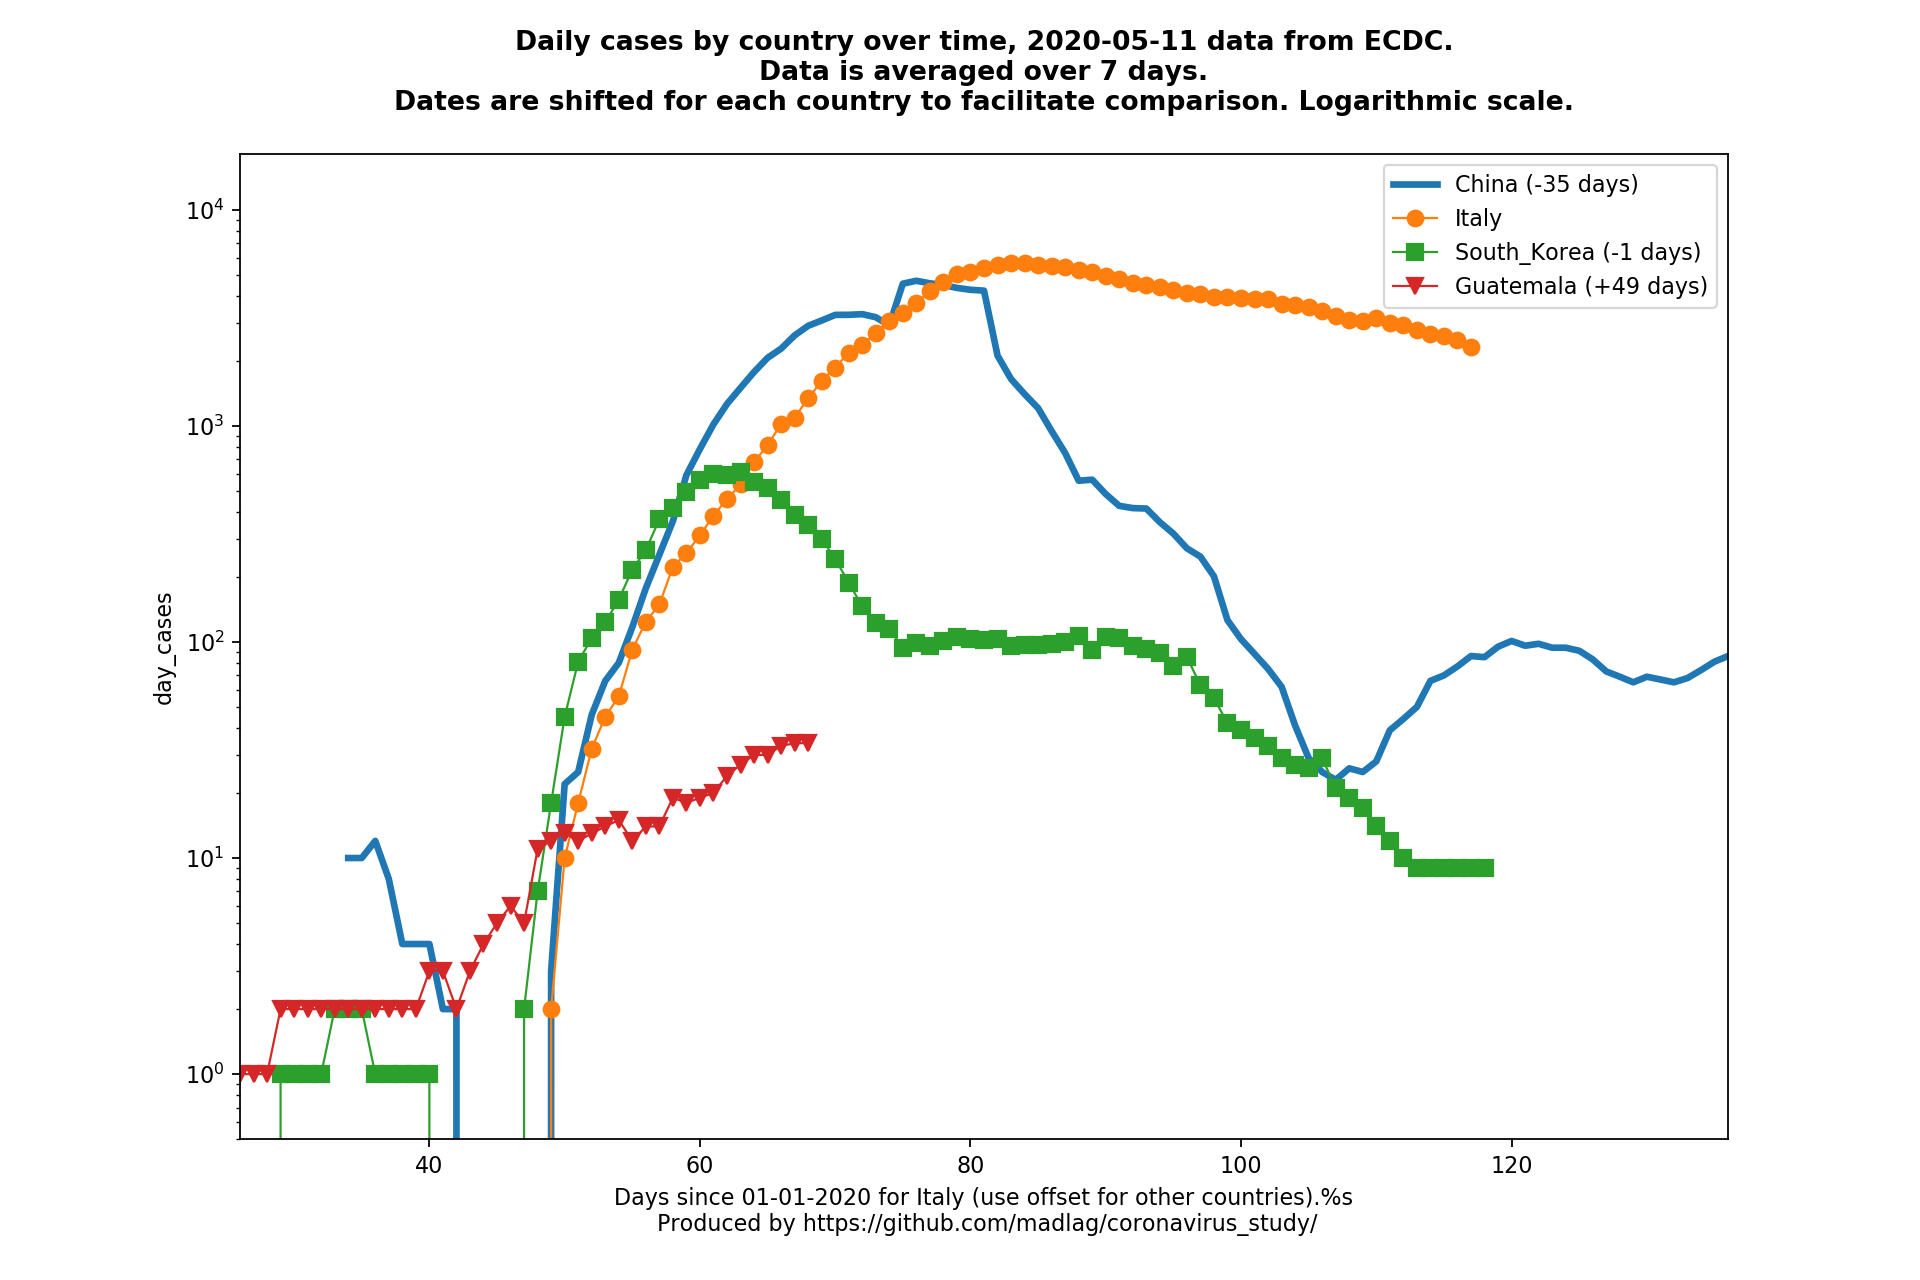 Daily cases by country over time, 2020-05-11 data from ECDC.
Data is averaged over 7 days.
Dates are shifted for each country to facilitate comparison. Logarithmic scale.
China (-35 days)
Italy
South_Korea (-1 days)
Guatemala (+49 days)
10⁴
10³
10²
10¹
10⁰
day_cases
40 60 80 100 120
Days since 01-01-2020 for Italy (use offset for other countries).%s
Produced by https://github.com/madlag/coronavirus_study/